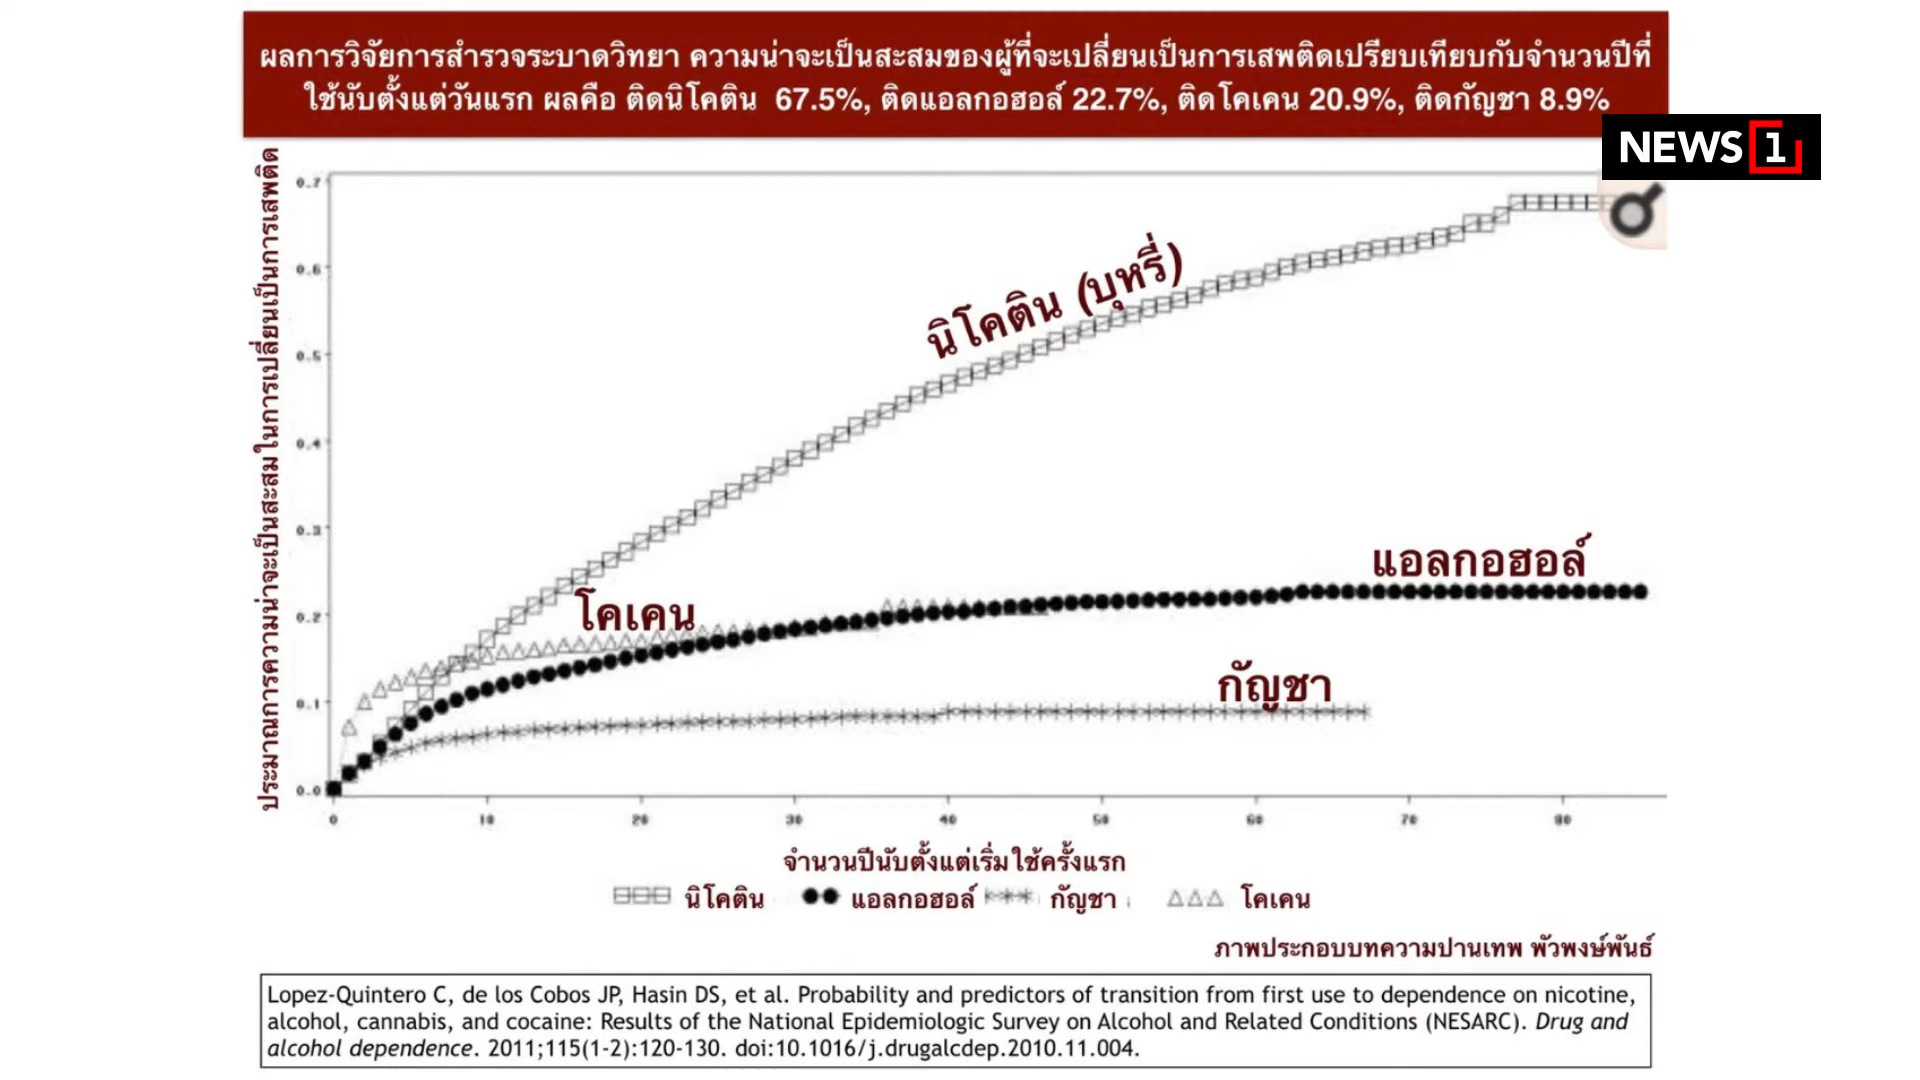 ผลการวิจัยการสำรวจระบาดวิทยา ความน่าจะเป็นสะสมของผู้ที่จะเปลี่ยนเป็นการเสพติดเปรียบเทียบกับจำนวนปีที่
ใช้นับตั้งแต่วันแรก ผลคือ ติดนิโคติน 67.5%, ติดแอลกอฮอล์ 22.7%, ติดโคเคน 20.9%, ติดกัญชา 8.9%
NEWS 1
ประมาณการความน่าจะเป็นสะสมในการเปลี่ยนเป็นการเสพติด
0.7
0.6
0.5
0.4
0.3
0.2
0.1
0.0
นิโคติน (บุหรี่)
แอลกอฮอล์
โคเคน
กัญชา
0 10 20 30 40 50 60 70 80
จำนวนปีนับตั้งแต่เริ่มใช้ครั้งแรก
นิโคติน แอลกอฮอล์ กัญชา โคเคน
ภาพประกอบบทความปานเทพ พัวพงษ์พันธ์
Lopez-Quintero C, de los Cobos JP, Hasin DS, et al. Probability and predictors of transition from first use to dependence on nicotine,
alcohol, cannabis, and cocaine: Results of the National Epidemiologic Survey on Alcohol and Related Conditions (NESARC). Drug and
alcohol dependence. 2011;115(1-2):120-130. doi:10.1016/j.drugalcdep.2010.11.004.